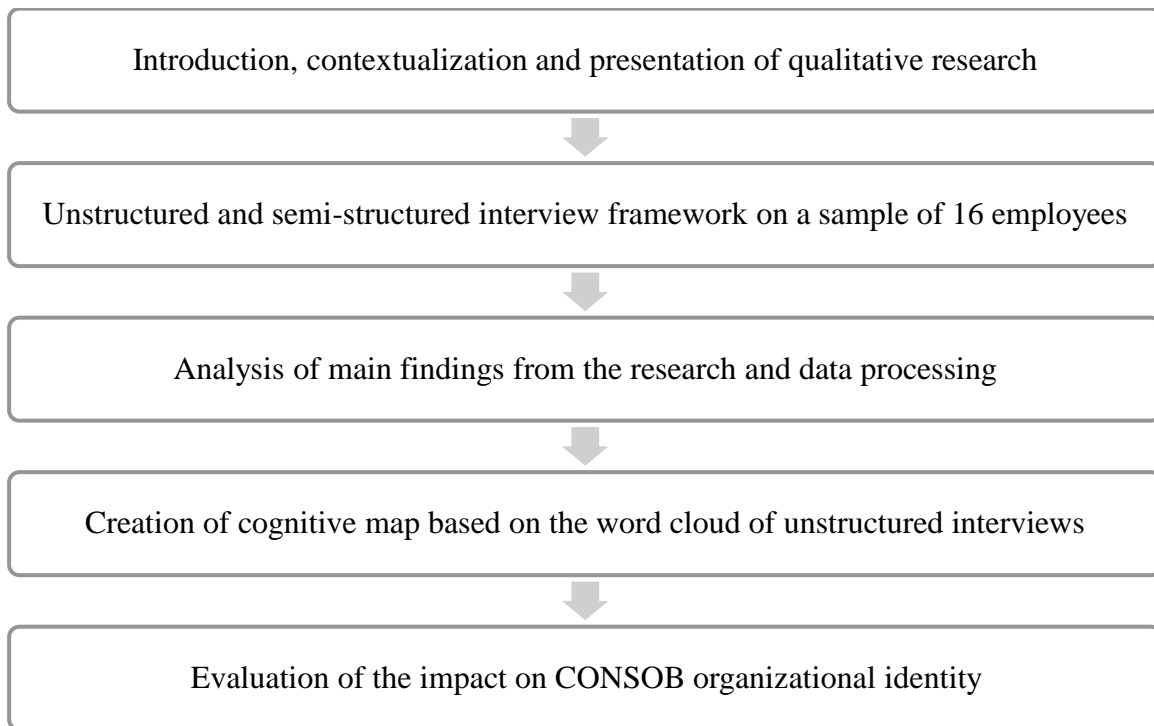 Introduction, contextualization and presentation of qualitative research
Unstructured and semi-structured interview framework on a sample of 16 employees
Analysis of main findings from the research and data processing
Creation of cognitive map based on the word cloud of unstructured interviews
Evaluation of the impact on CONSOB organizational identity